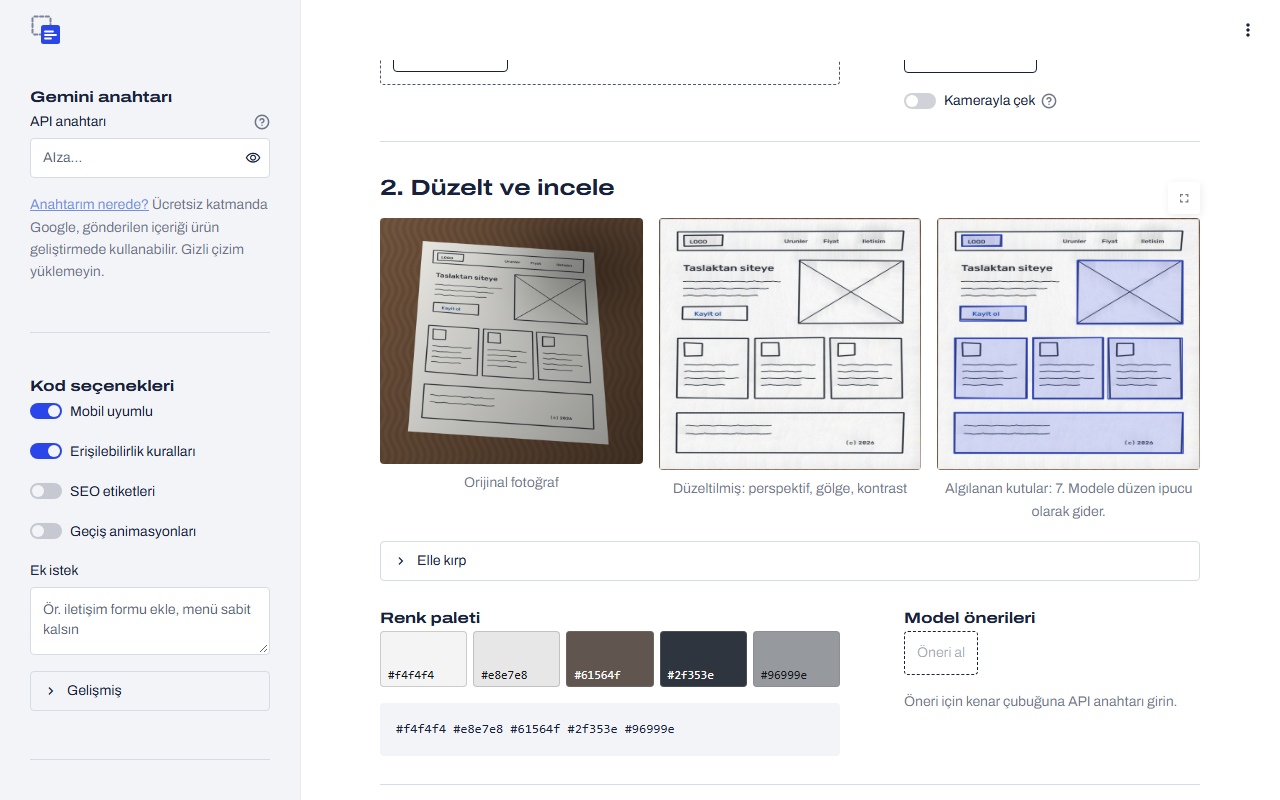 Gemini anahtarı
API anahtarı
AIza...
Anahtarım nerede? Ücretsiz katmanda
Google, gönderilen içeriği ürün
geliştirmede kullanabilir. Gizli çizim
yüklemeyin.
Kod seçenekleri
Mobil uyumlu
Erişilebilirlik kuralları
SEO etiketleri
Geçiş animasyonları
Ek istek
Ör. iletişim formu ekle, menü sabit
kalsın
Gelişmiş
Kamerayla çek
2. Düzelt ve incele
LOGO Urunler Fiyat Iletisim
Taslaktan siteye
Kayit ol
(c) 2026
Orijinal fotoğraf
LOGO Urunler Fiyat Iletisim
Taslaktan siteye
Kayit ol
(c) 2026
Düzeltilmiş: perspektif, gölge, kontrast
LOGO Urunler Fiyat Iletisim
Taslaktan siteye
Kayit ol
(c) 2026
Algılanan kutular: 7. Modele düzen ipucu
olarak gider.
Elle kırp
Renk paleti
#f4f4f4 #e8e7e8 #61564f #2f353e #96999e
#f4f4f4 #e8e7e8 #61564f #2f353e #96999e
Model önerileri
Öneri al
Öneri için kenar çubuğuna API anahtarı girin.